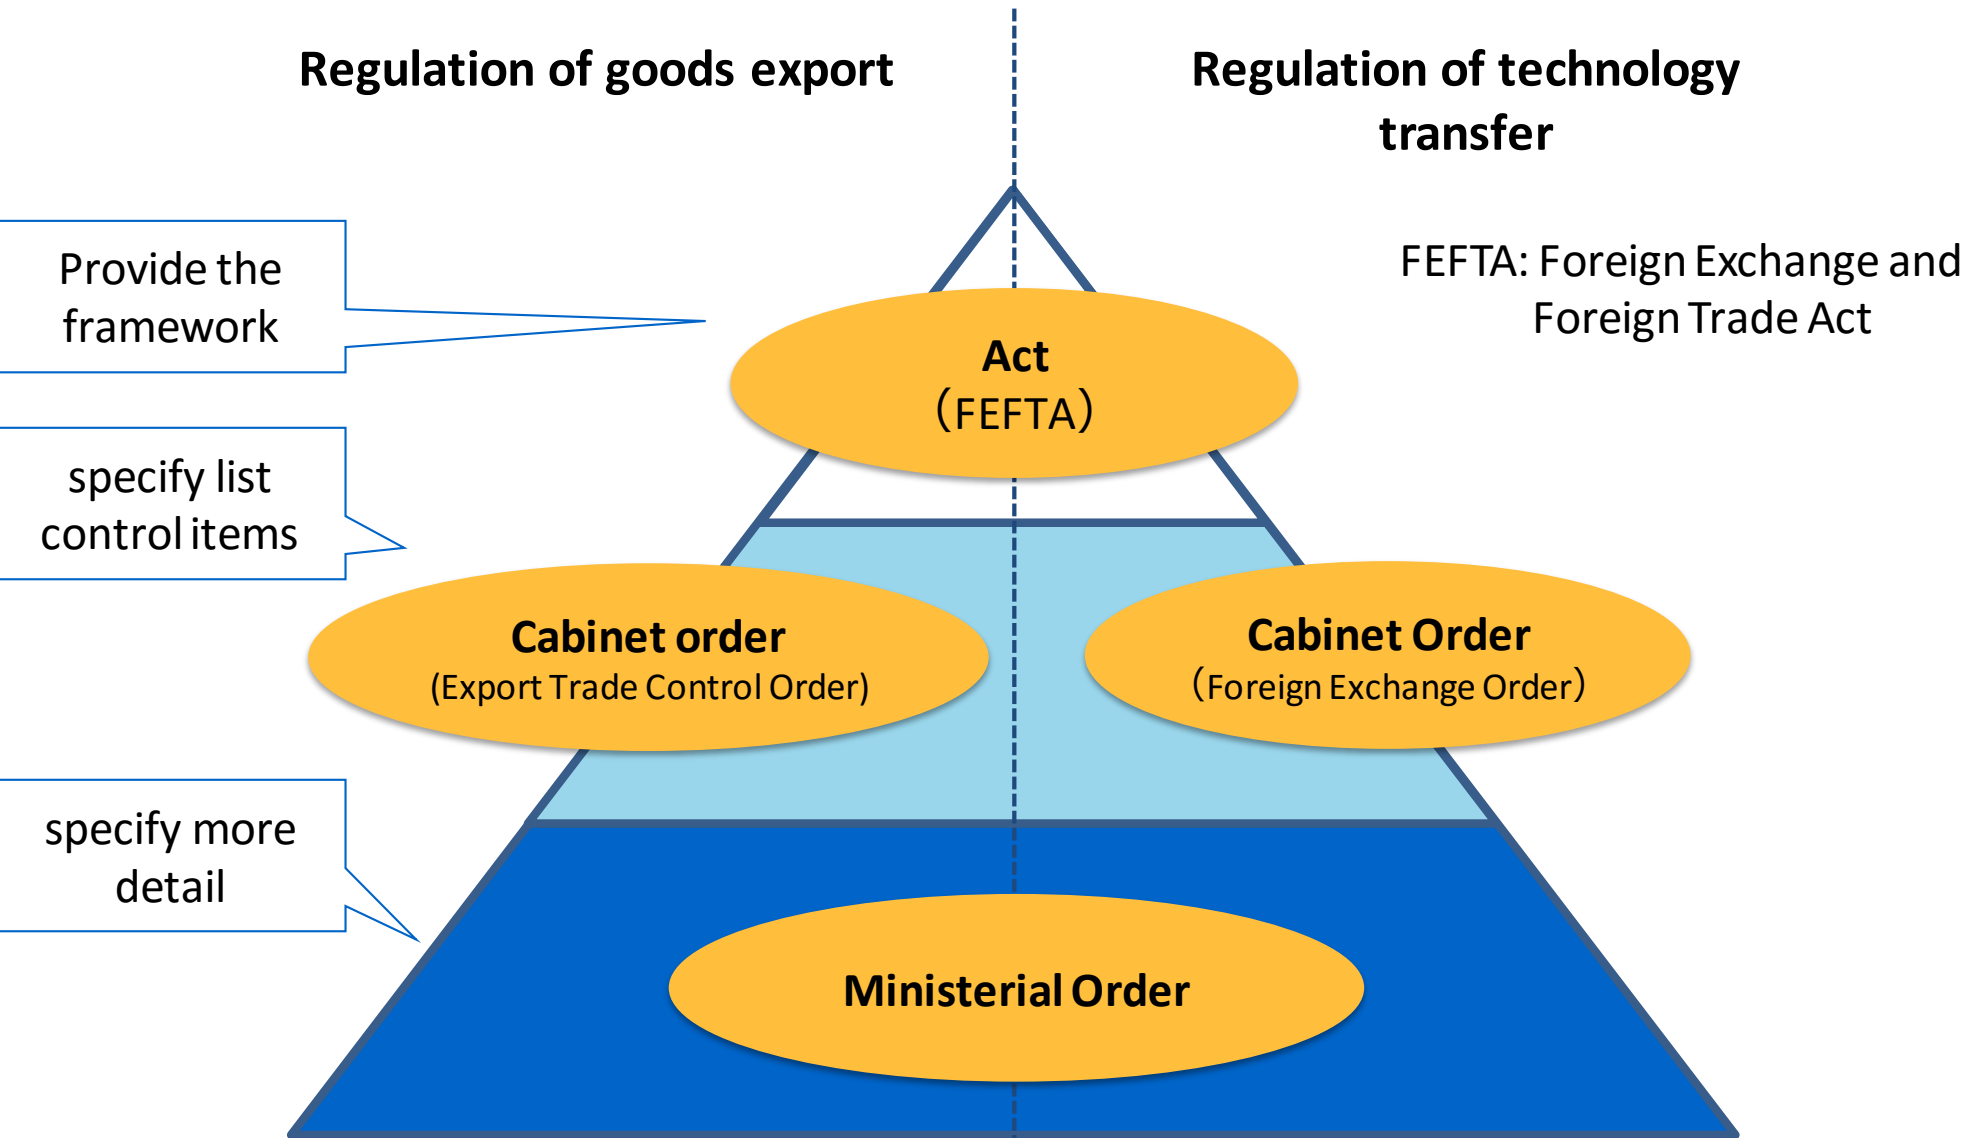 Regulation of goods export
Regulation of technology
transfer
Provide the
framework
FEFTA: Foreign Exchange and
Foreign Trade Act
Act
（FEFTA）
specify list
control items
Cabinet order
(Export Trade Control Order)
Cabinet Order
（Foreign Exchange Order）
specify more
detail
Ministerial Order